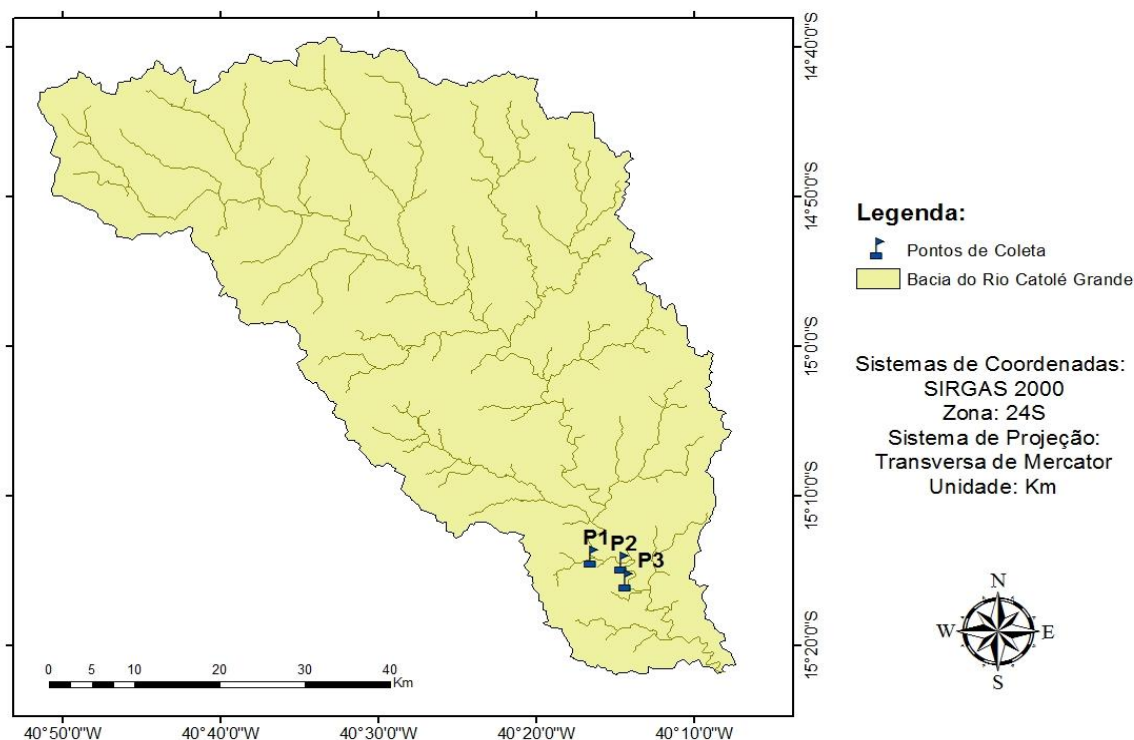 14°40'0"S
14°50'0"S
15°0'0"S
15°10'0"S
15°20'0"S
P1
P2
P3
0 5 10 20 30 40
Km
40°50'0"W 40°40'0"W 40°30'0"W 40°20'0"W 40°10'0"W
Legenda:
Pontos de Coleta
Bacia do Rio Catolé Grande
Sistemas de Coordenadas:
SIRGAS 2000
Zona: 24S
Sistema de Projeção:
Transversa de Mercator
Unidade: Km
N
W E
S